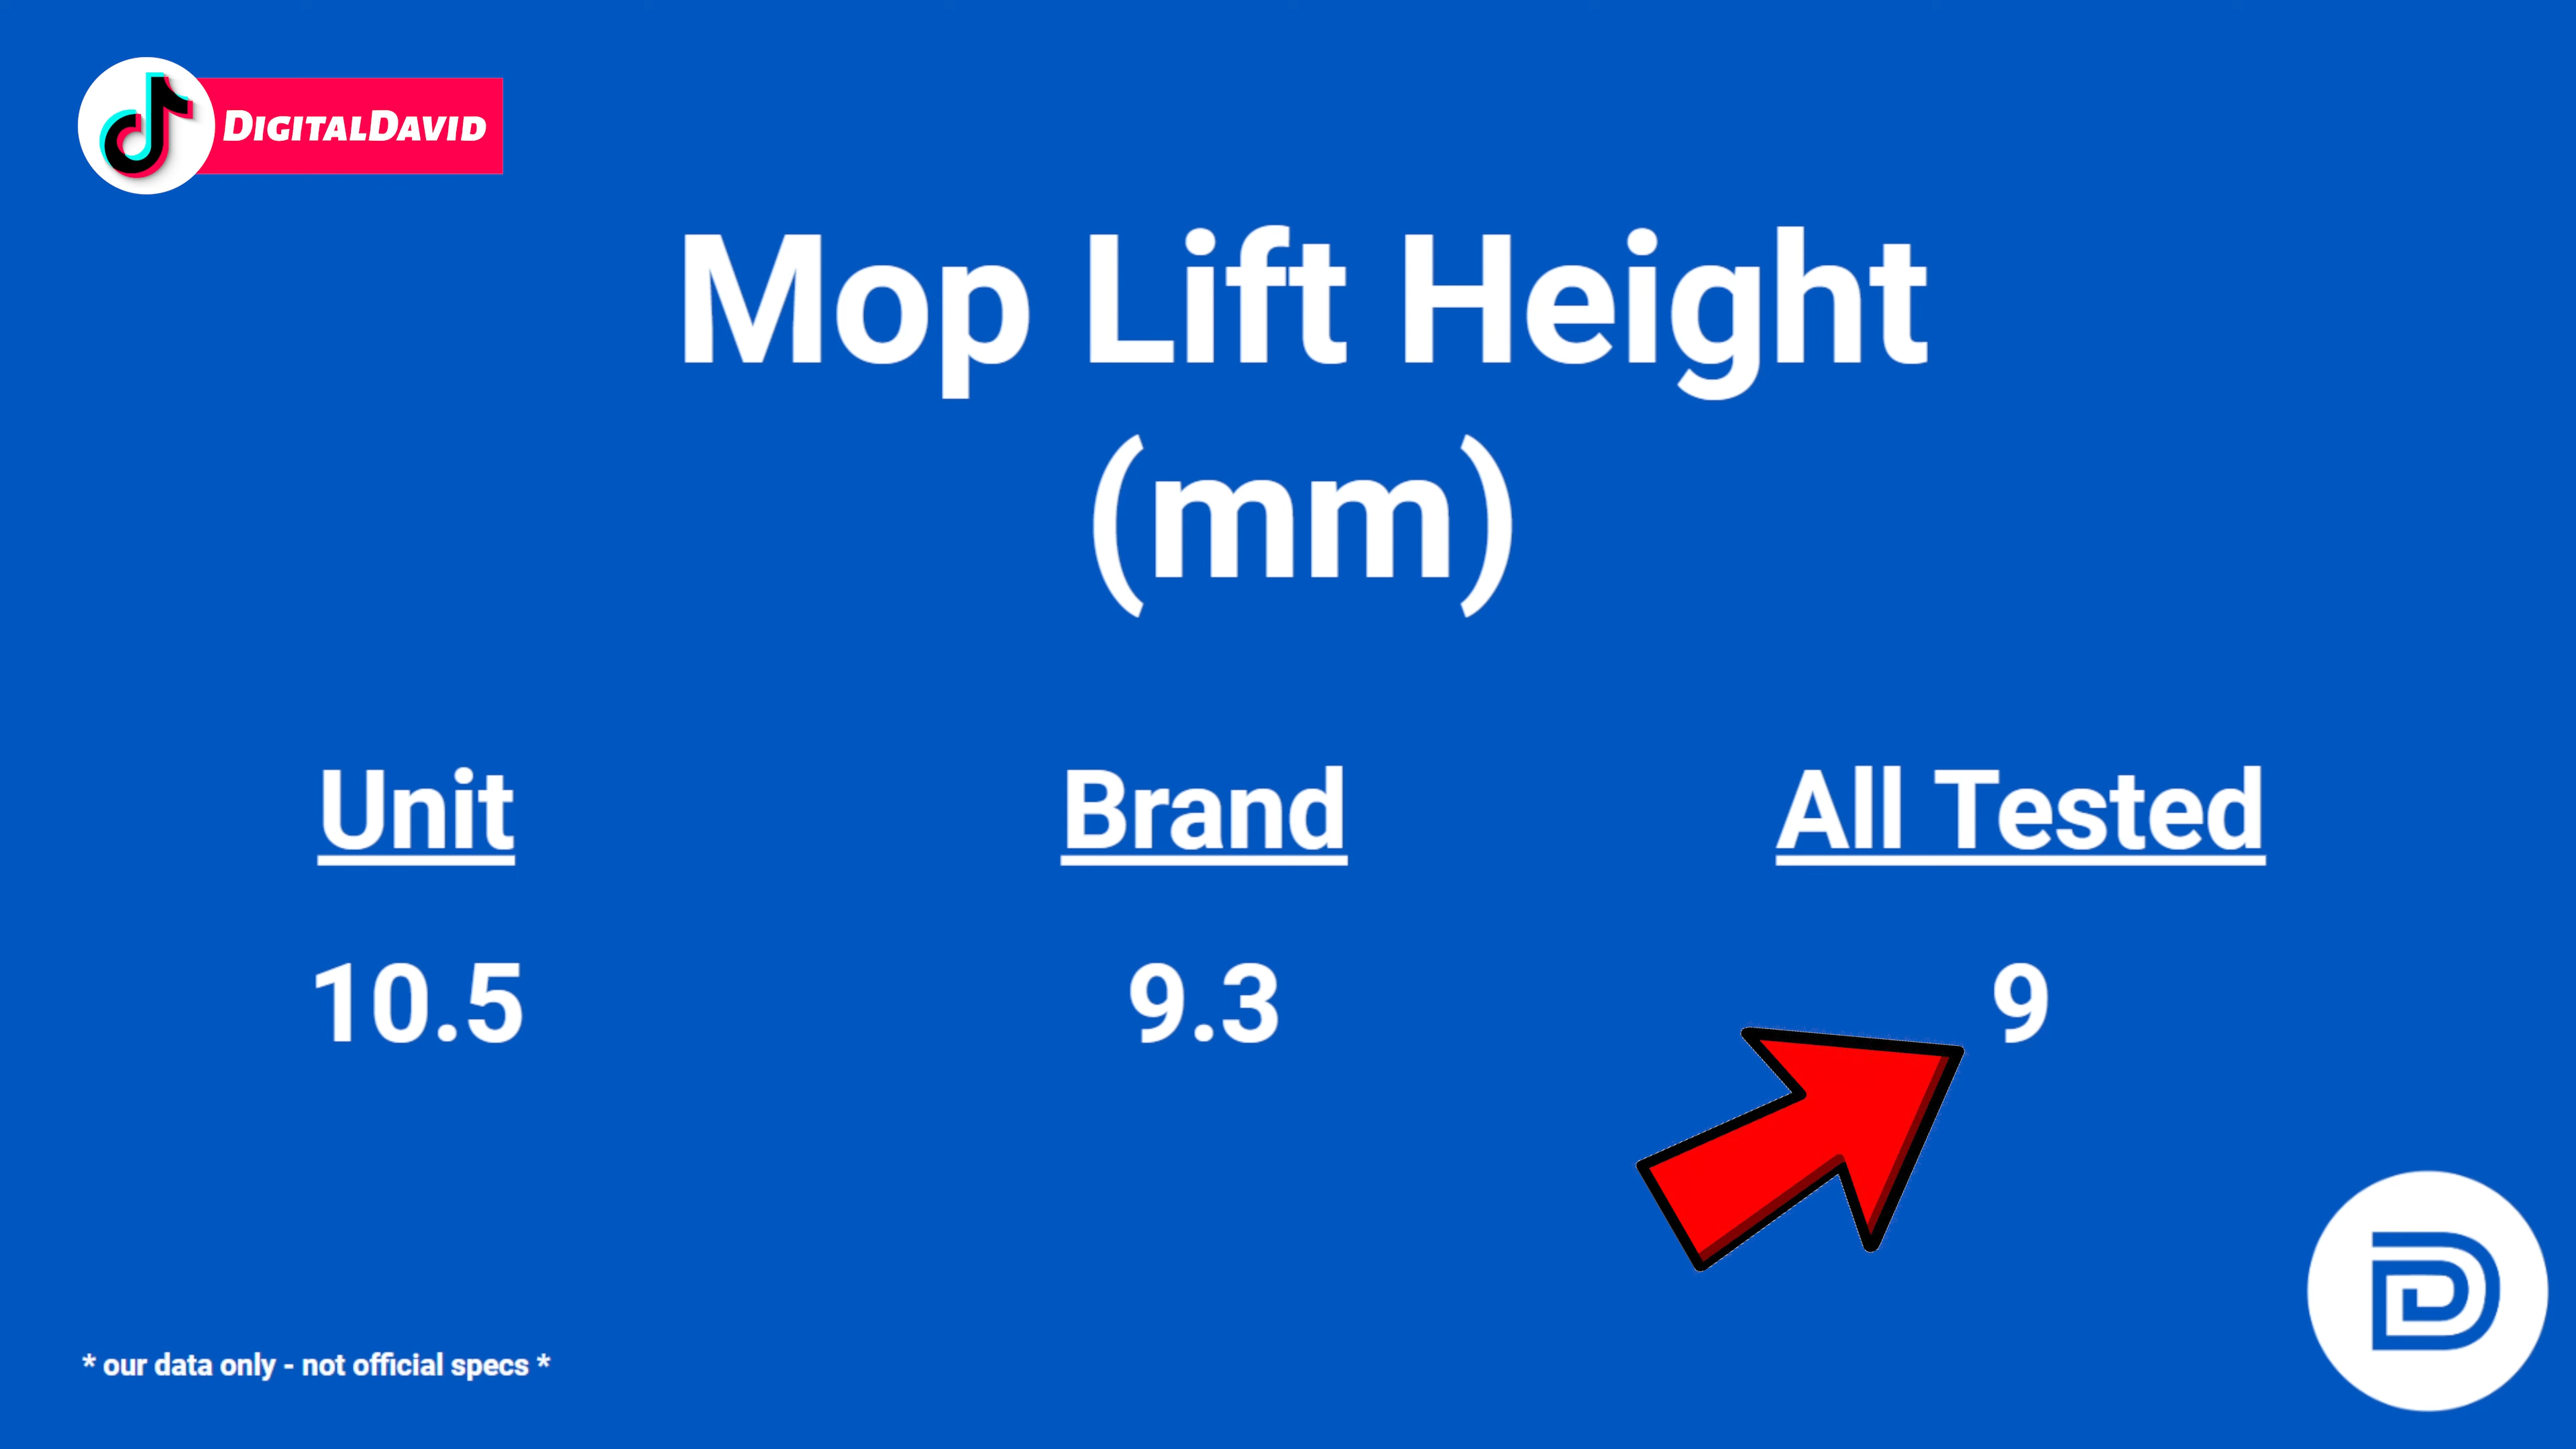 DIGITALDAVID
Mop Lift Height
(mm)
Unit
Brand
All Tested
10.5
9.3
9
* our data only - not official specs *